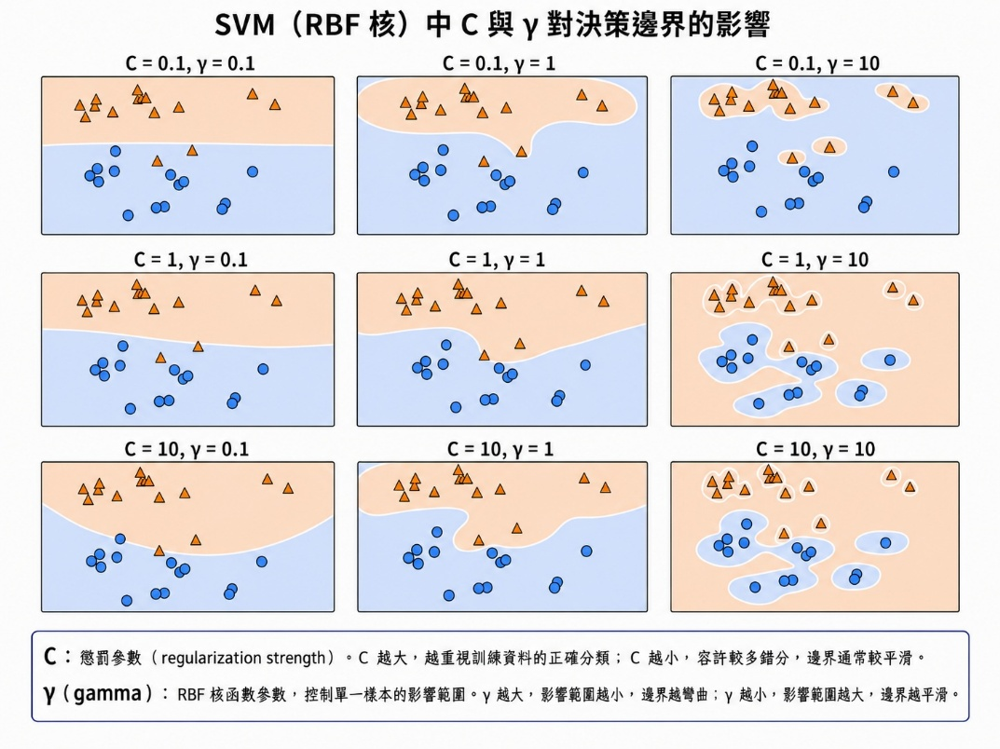 SVM（RBF 核）中 C 與 γ 對決策邊界的影響
C = 0.1, γ = 0.1
C = 0.1, γ = 1
C = 0.1, γ = 10
C = 1, γ = 0.1
C = 1, γ = 1
C = 1, γ = 10
C = 10, γ = 0.1
C = 10, γ = 1
C = 10, γ = 10
C：懲罰參數（regularization strength）。C 越大，越重視訓練資料的正確分類；C 越小，容許較多錯分，邊界通常較平滑。
γ（gamma）：RBF 核函數參數，控制單一樣本的影響範圍。γ 越大，影響範圍越小，邊界越彎曲；γ 越小，影響範圍越大，邊界越平滑。